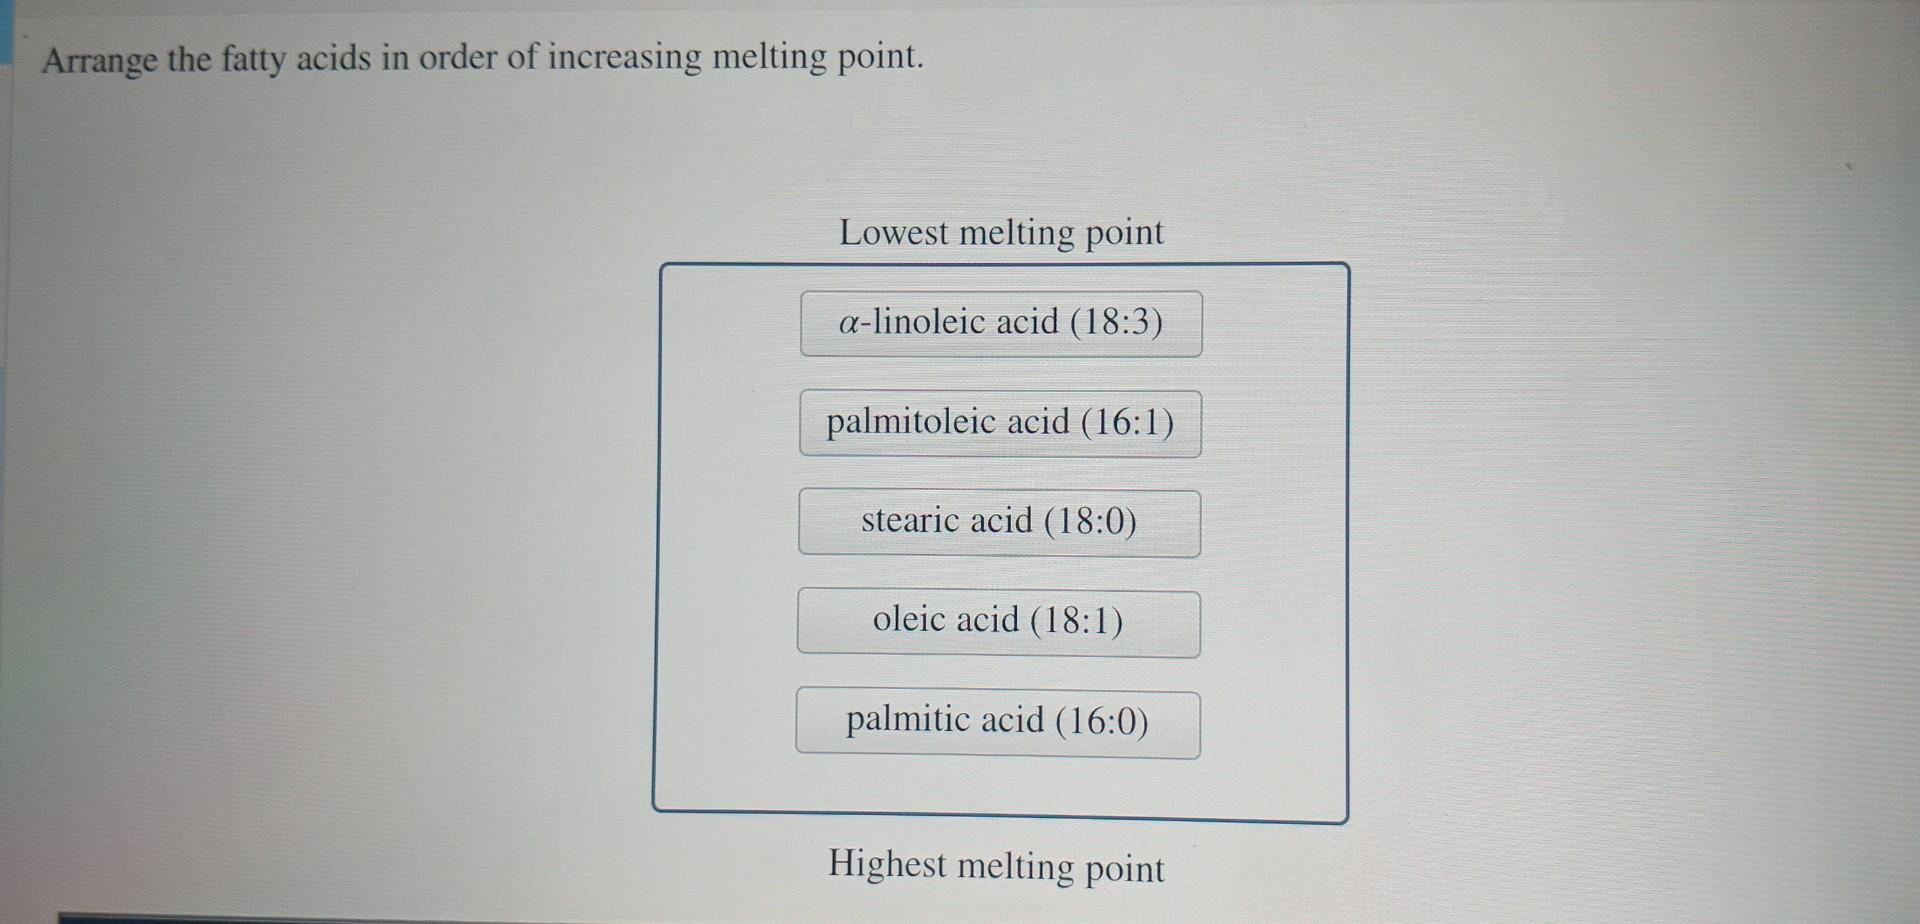 Arrange the fatty acids in order of increasing melting point.
Lowest melting point
α-linoleic acid (18:3)
palmitoleic acid (16:1)
stearic acid (18:0)
oleic acid (18:1)
palmitic acid (16:0)
Highest melting point